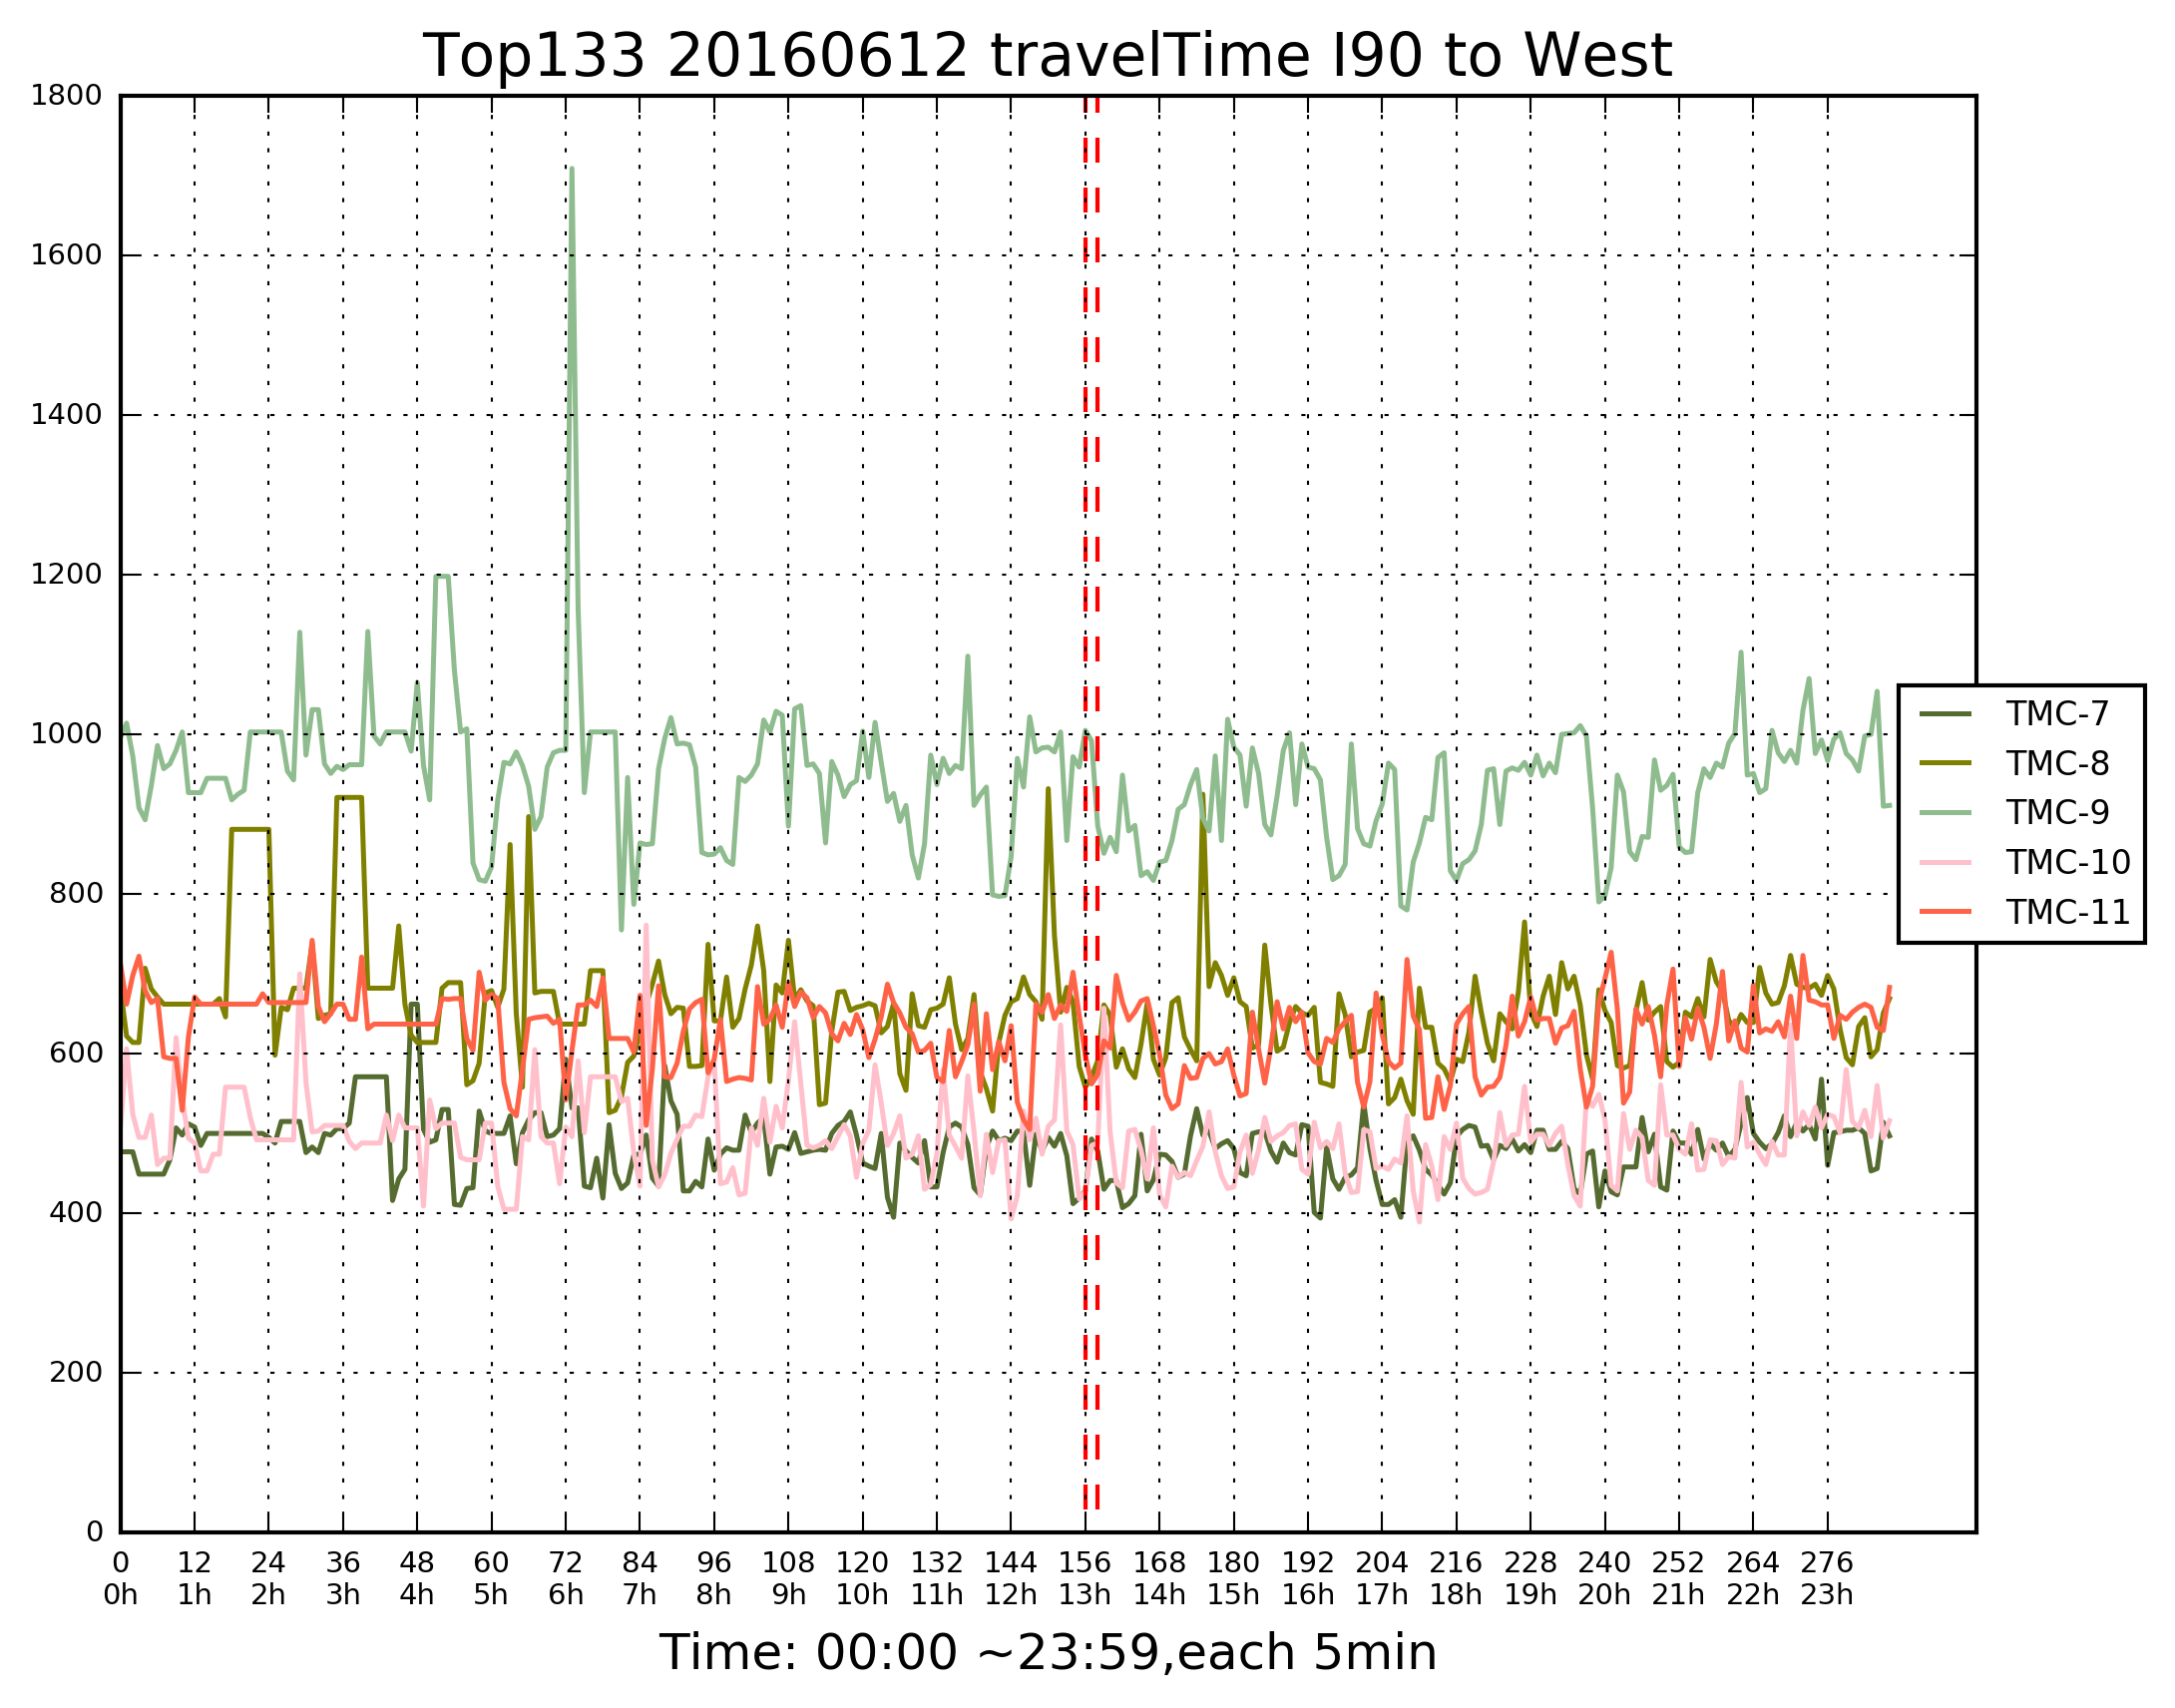 Top133 20160612 travelTime I90 to West
1800
1600
1400
1200
1000
800
600
400
200
0
TMC-7
TMC-8
TMC-9
TMC-10
TMC-11
0 12 24 36 48 60 72 84 96 108 120 132 144 156 168 180 192 204 216 228 240 252 264 276
0h 1h 2h 3h 4h 5h 6h 7h 8h 9h 10h 11h 12h 13h 14h 15h 16h 17h 18h 19h 20h 21h 22h 23h
Time: 00:00 ~23:59,each 5min